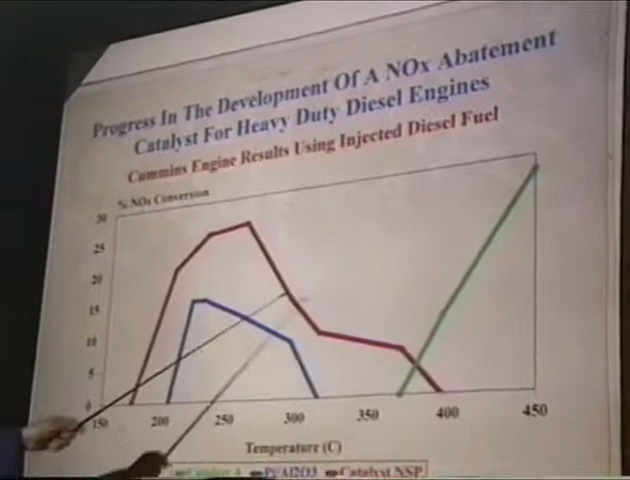 Progress In The Development Of A NOx Abatement
Catalyst For Heavy Duty Diesel Engines
Cummins Engine Results Using Injected Diesel Fuel
% NOx Conversion
30
25
20
15
10
5
0
150 200 250 300 350 400 450
Temperature (C)
Catalyst A Pt/Al2O3 Catalyst NSP